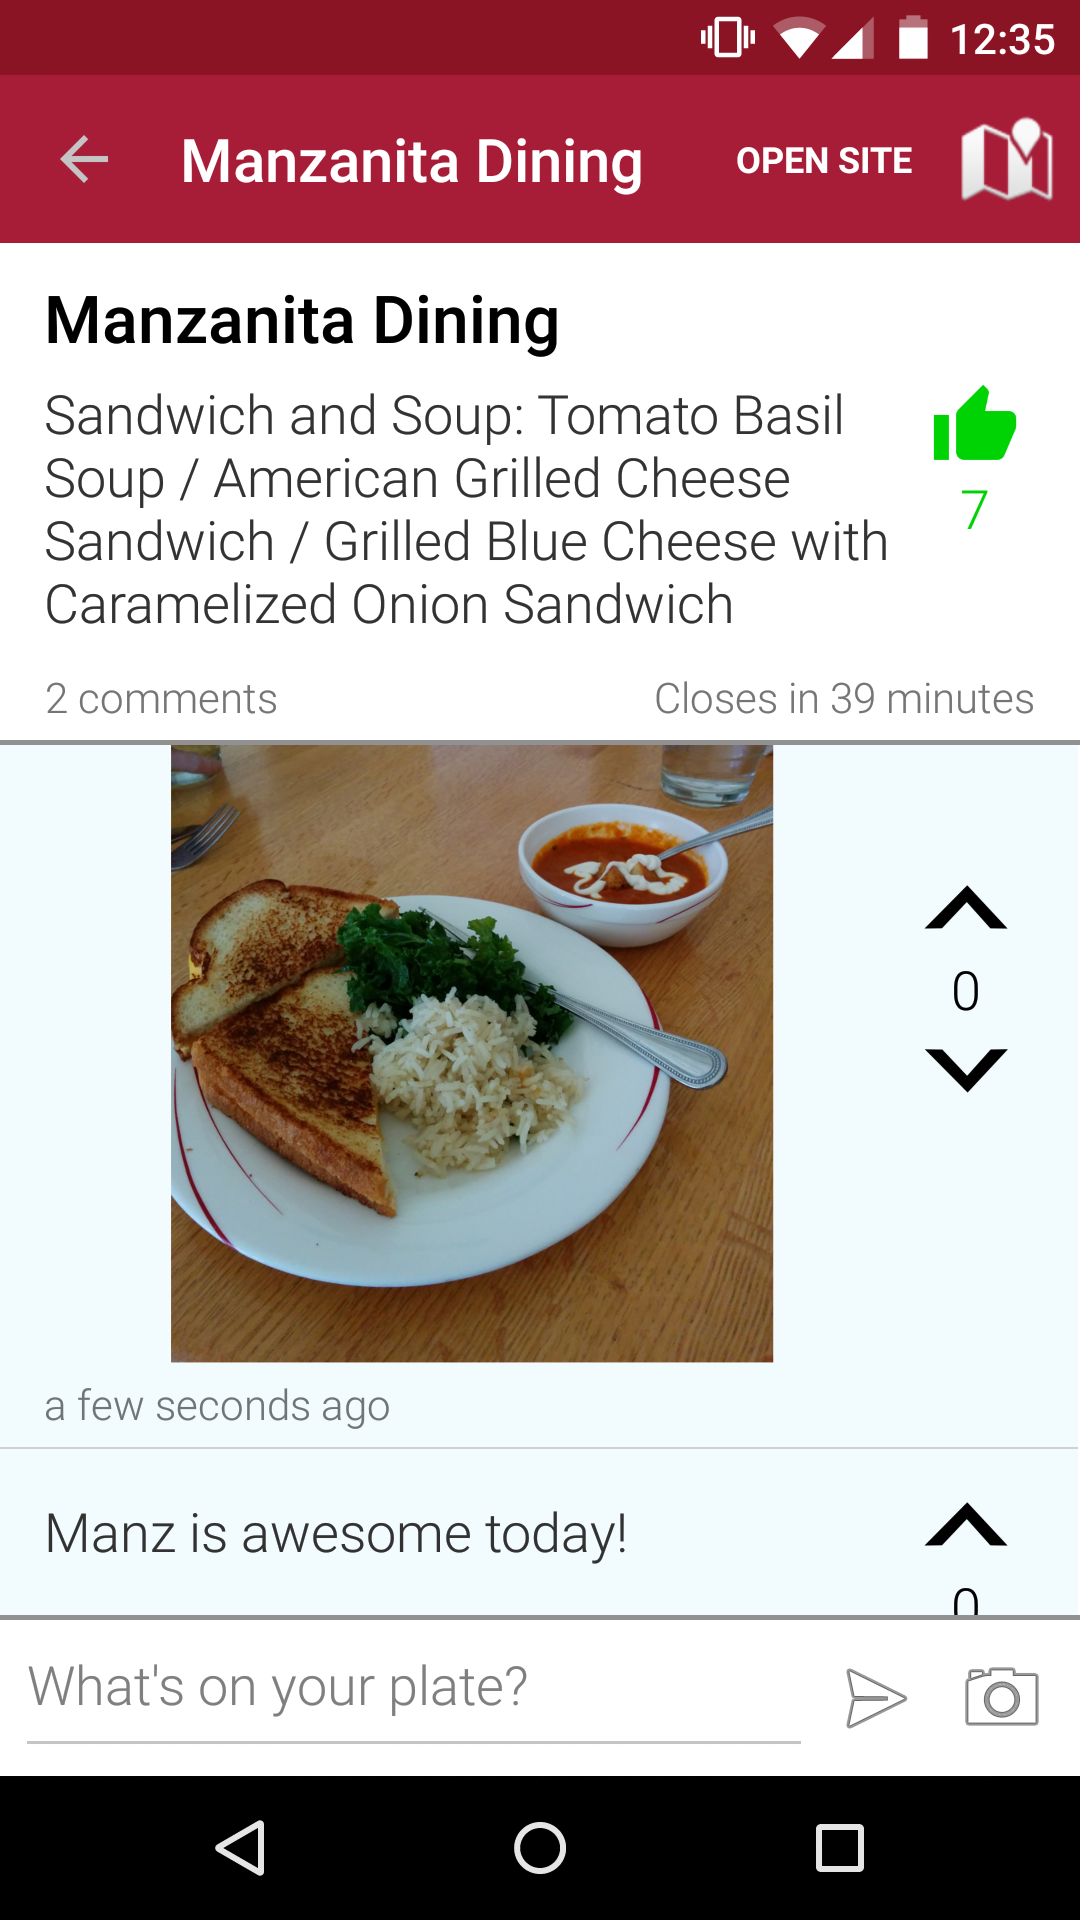 12:35
Manzanita Dining OPEN SITE
Manzanita Dining
Sandwich and Soup: Tomato Basil
Soup / American Grilled Cheese
Sandwich / Grilled Blue Cheese with
Caramelized Onion Sandwich
7
2 comments Closes in 39 minutes
0
a few seconds ago
Manz is awesome today!
0
What's on your plate?